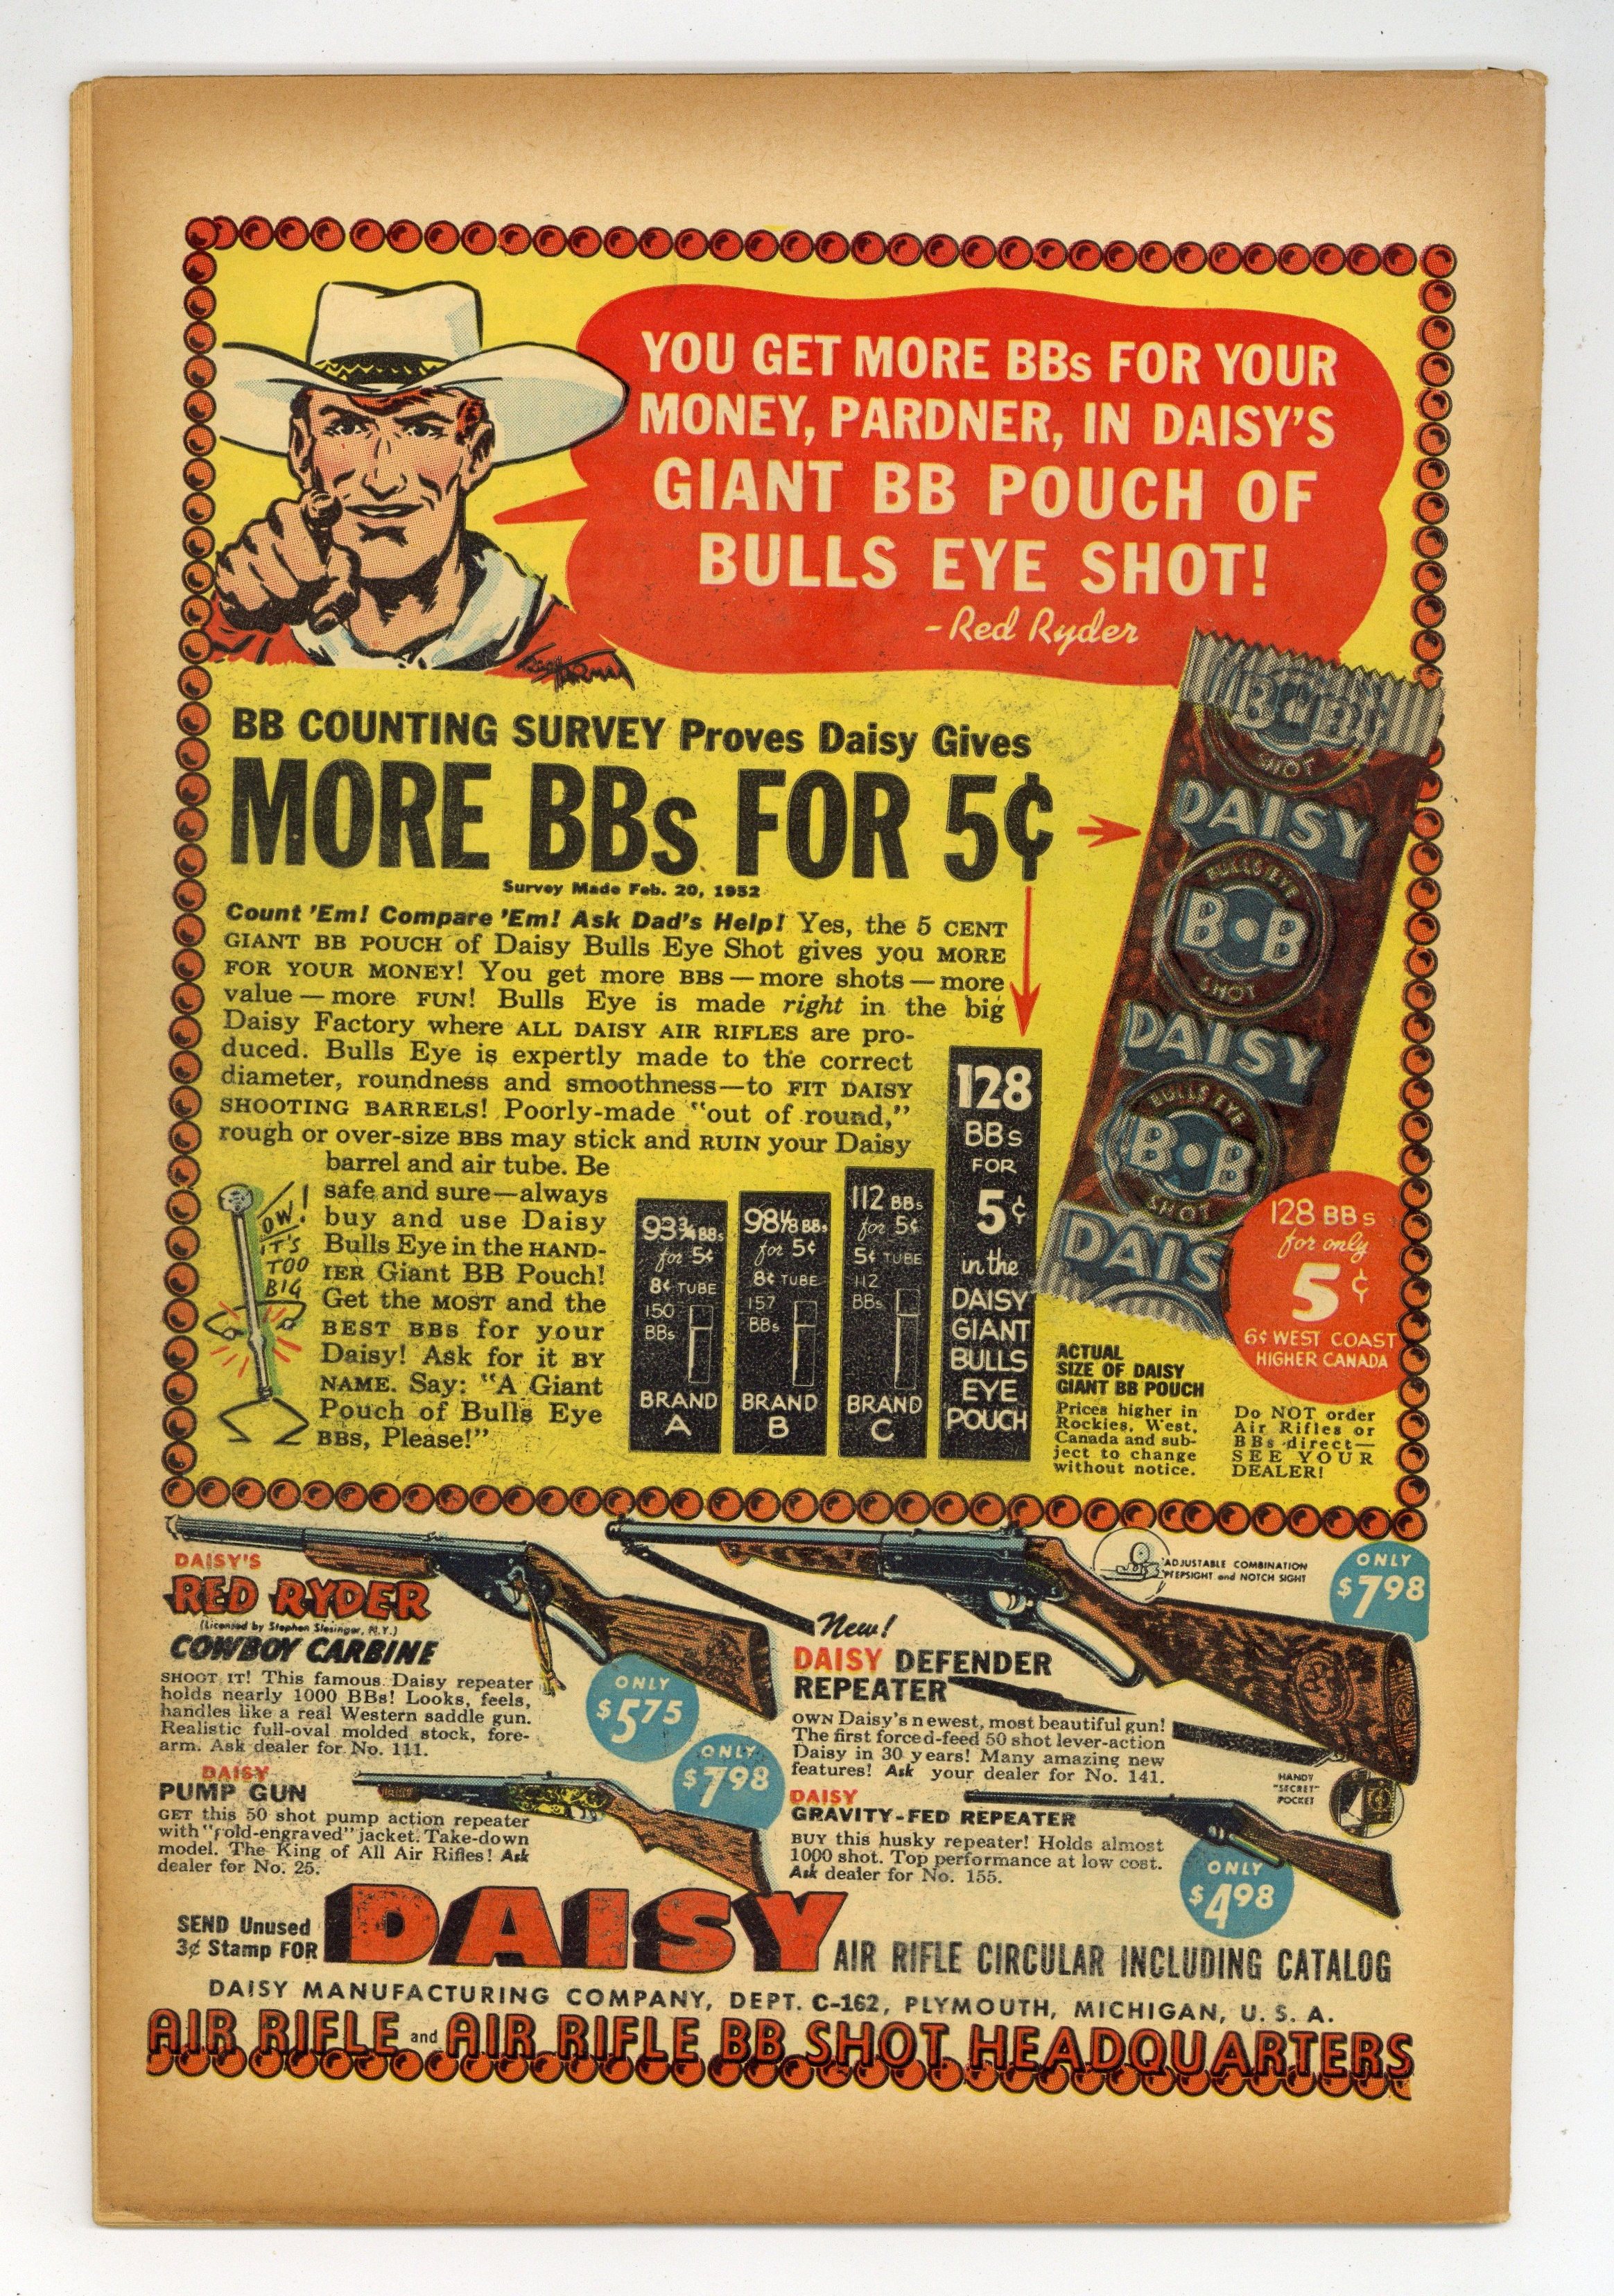 YOU GET MORE BBs FOR YOUR
MONEY, PARDNER, IN DAISY'S
GIANT BB POUCH OF
BULLS EYE SHOT!
- Red Ryder
BB COUNTING SURVEY Proves Daisy Gives
MORE BBs FOR 5¢
Survey Made Feb. 20, 1952
Count 'Em! Compare 'Em! Ask Dad's Help! Yes, the 5 CENT
GIANT BB POUCH of Daisy Bulls Eye Shot gives you MORE
FOR YOUR MONEY! You get more BBS — more shots — more
value — more FUN! Bulls Eye is made right in the big
Daisy Factory where ALL DAISY AIR RIFLES are pro-
duced. Bulls Eye is expertly made to the correct
diameter, roundness and smoothness—to FIT DAISY
SHOOTING BARRELS! Poorly-made "out of round,"
rough or over-size BBS may stick and RUIN your Daisy
barrel and air tube. Be
safe and sure—always
buy and use Daisy
Bulls Eye in the HAND-
IER Giant BB Pouch!
Get the MOST and the
BEST BBS for your
Daisy! Ask for it BY
NAME. Say: "A Giant
Pouch of Bulls Eye
BBs, Please!"
OW!
IT'S
TOO
BIG
93¾ BBs
for 5¢
8¢ TUBE
150
BBs
BRAND
A
98⅛ BBs
for 5¢
8¢ TUBE
157
BBs
BRAND
B
112 BBs
for 5¢
5¢ TUBE
112
BBs
BRAND
C
128
BBs
FOR
5¢
in the
DAISY
GIANT
BULLS
EYE
POUCH
B•B
SHOT
DAISY
BULLS EYE
B•B
SHOT
DAISY
BULLS EYE
B•B
SHOT
DAIS
128 BBs
for only
5¢
6¢ WEST COAST
HIGHER CANADA
ACTUAL
SIZE OF DAISY
GIANT BB POUCH
Prices higher in
Rockies, West,
Canada and sub-
ject to change
without notice.
Do NOT order
Air Rifles or
BBs direct—
SEE YOUR
DEALER!
DAISY'S
RED RYDER
(Licensed by Stephen Slesinger, N.Y.)
COWBOY CARBINE
SHOOT IT! This famous Daisy repeater
holds nearly 1000 BBs! Looks, feels,
handles like a real Western saddle gun.
Realistic full-oval molded stock, fore-
arm. Ask dealer for No. 111.
ONLY
$5.75
ADJUSTABLE COMBINATION
PEEPSIGHT and NOTCH SIGHT
ONLY
$7.98
New!
DAISY DEFENDER
REPEATER
OWN Daisy's newest, most beautiful gun!
The first forced-feed 50 shot lever-action
Daisy in 30 years! Many amazing new
features! Ask your dealer for No. 141.
HANDY
"SECRET"
POCKET
DAISY
PUMP GUN
GET this 50 shot pump action repeater
with "gold-engraved" jacket. Take-down
model. The King of All Air Rifles! Ask
dealer for No. 25.
ONLY
$7.98
DAISY
GRAVITY-FED REPEATER
BUY this husky repeater! Holds almost
1000 shot. Top performance at low cost.
Ask dealer for No. 155.
ONLY
$4.98
SEND Unused
3¢ Stamp FOR
DAISY AIR RIFLE CIRCULAR INCLUDING CATALOG
DAISY MANUFACTURING COMPANY, DEPT. C-162, PLYMOUTH, MICHIGAN, U. S. A.
AIR RIFLE and AIR RIFLE BB SHOT HEADQUARTERS